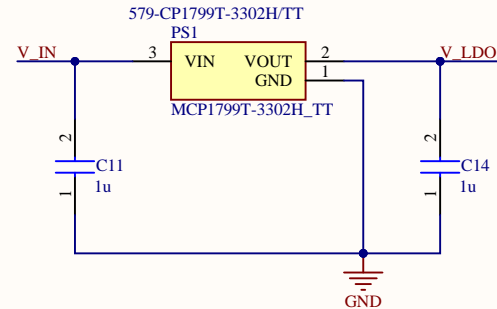 579-CP1799T-3302H/TT
PS1
V_IN
3
VIN
VOUT
2
V_LDO
GND
1
MCP1799T-3302H_TT
2
C11
1
1u
2
C14
1
1u
GND